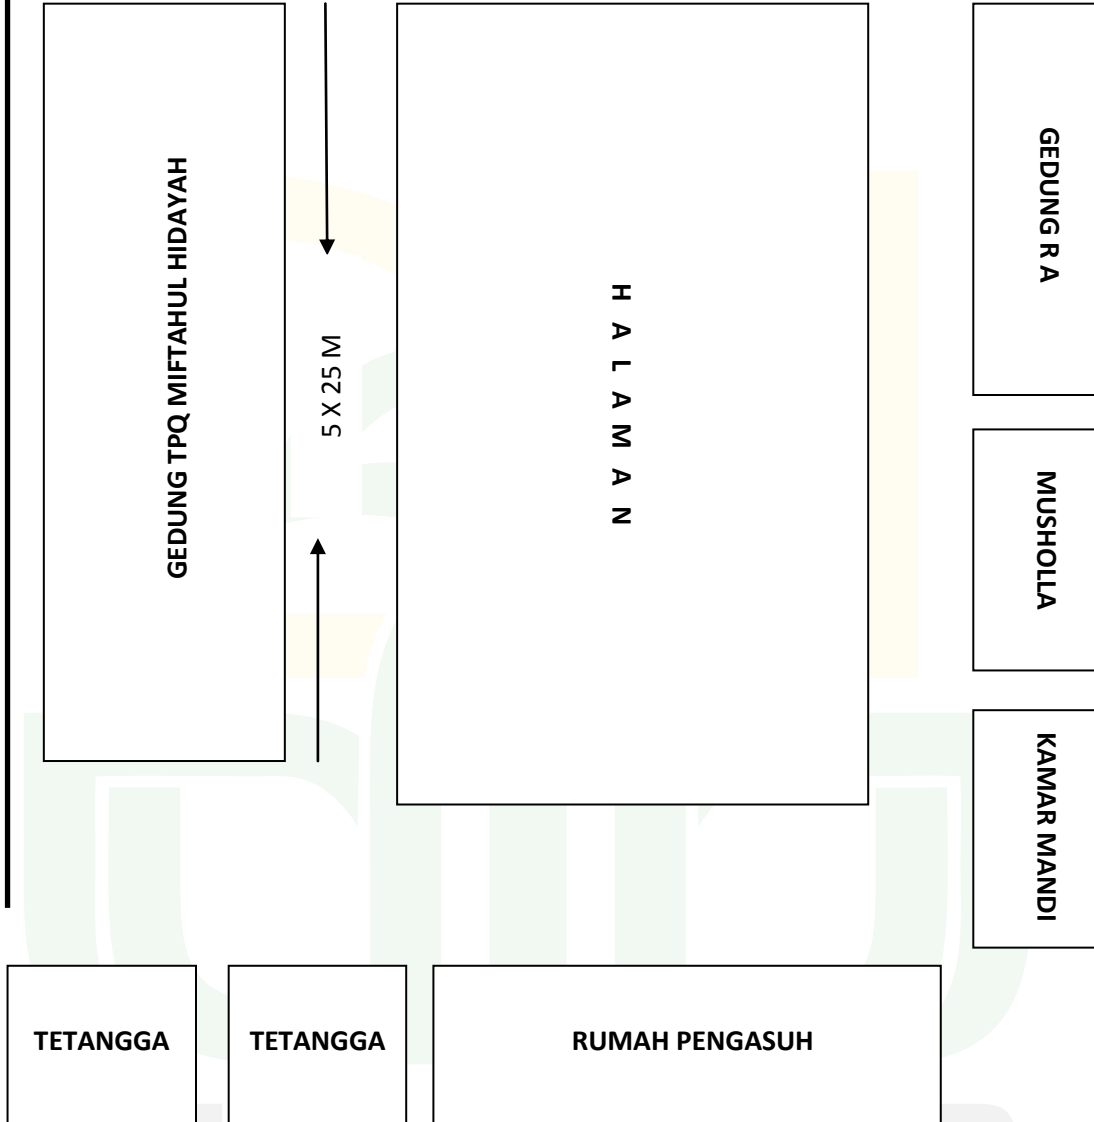 GEDUNG TPQ MIFTAHUL HIDAYAH
5 X 25 M
H A L A M A N
GEDUNG R A
MUSHOLLA
KAMAR MANDI
TETANGGA
TETANGGA
RUMAH PENGASUH